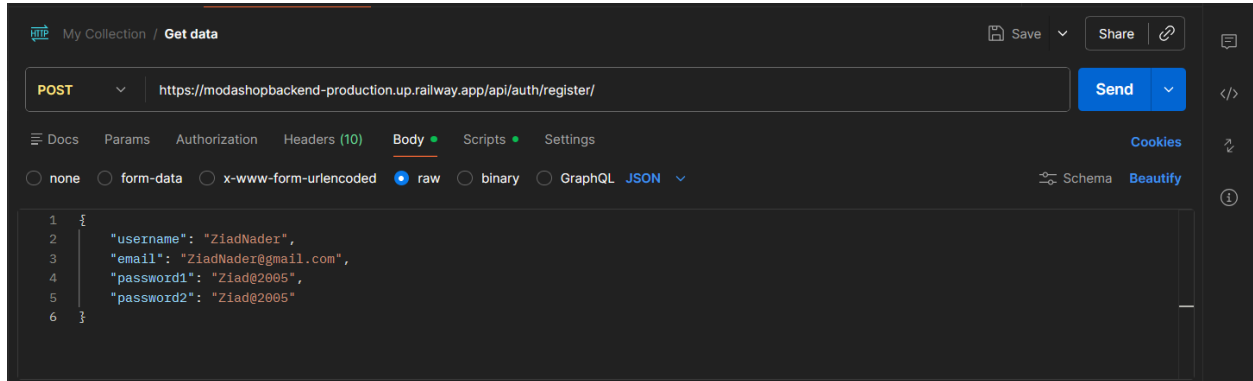 HTTP My Collection / Get data Save Share
POST https://modashopbackend-production.up.railway.app/api/auth/register/ Send
Docs Params Authorization Headers (10) Body Scripts Settings Cookies
none form-data x-www-form-urlencoded raw binary GraphQL JSON Schema Beautify
1 {
2 "username": "ZiadNader",
3 "email": "ZiadNader@gmail.com",
4 "password1": "Ziad@2005",
5 "password2": "Ziad@2005"
6 }